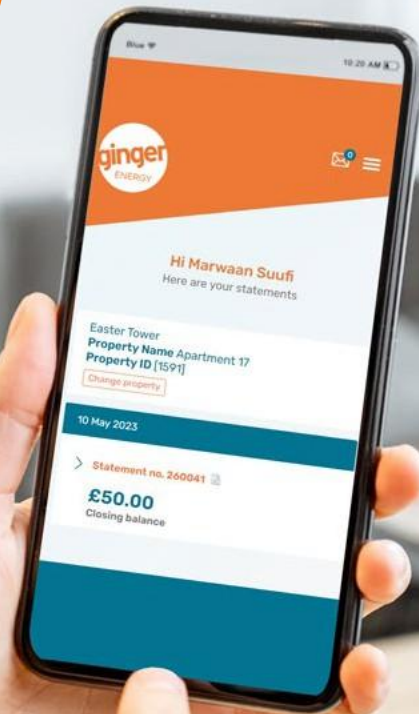 Blue
10:20 AM
ginger
ENERGY
0
Hi Marwaan Suufi
Here are your statements
Easter Tower
Property Name Apartment 17
Property ID [1591]
Change property
10 May 2023
Statement no. 260041
£50.00
Closing balance